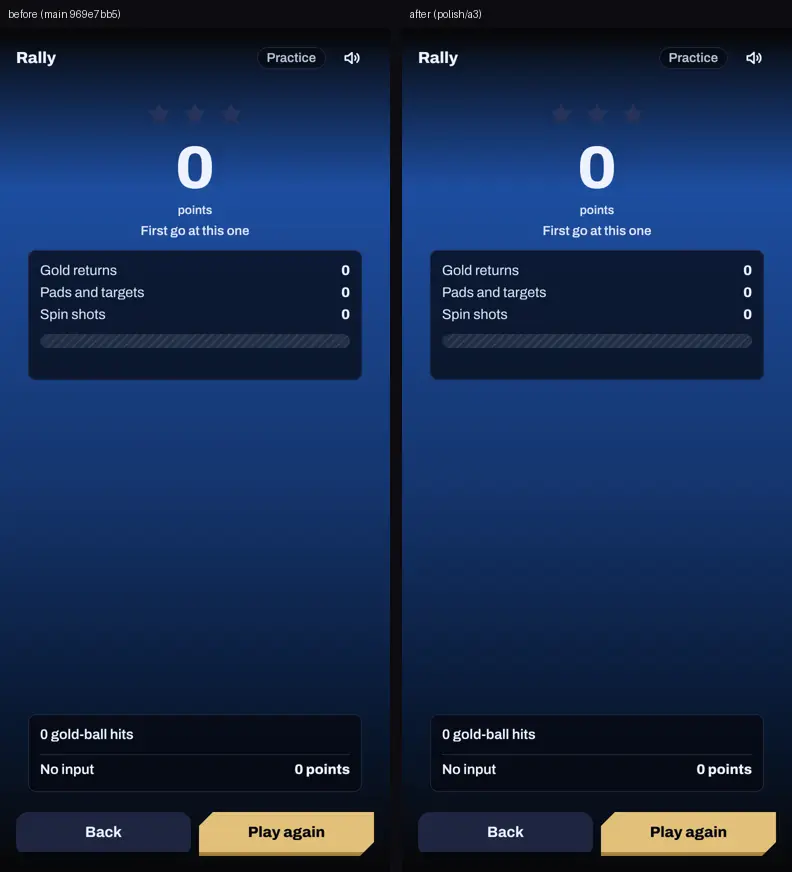 before (main 969e7bb5)
Rally Practice
0
points
First go at this one
Gold returns 0
Pads and targets 0
Spin shots 0
0 gold-ball hits
No input 0 points
Back Play again
after (polish/a3)
Rally Practice
0
points
First go at this one
Gold returns 0
Pads and targets 0
Spin shots 0
0 gold-ball hits
No input 0 points
Back Play again